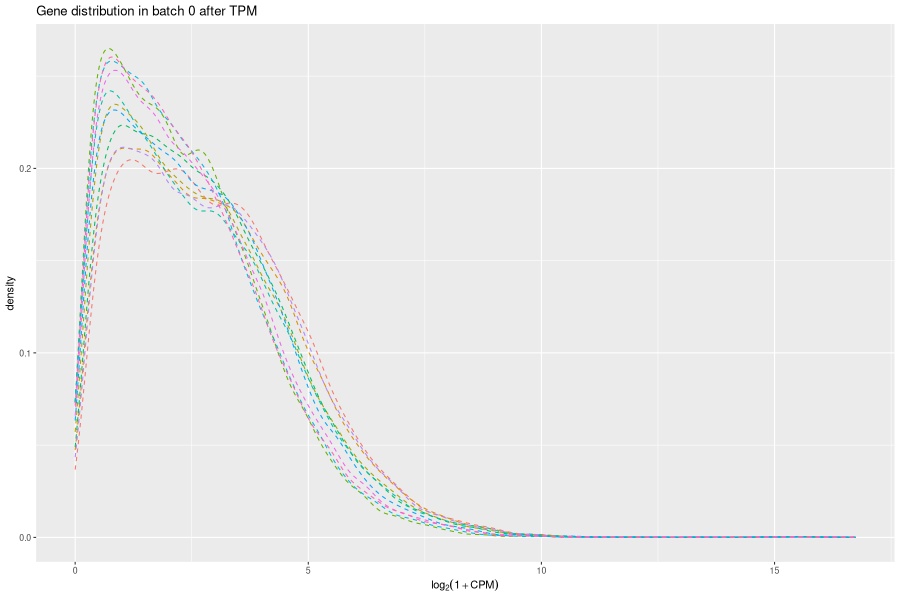 Gene distribution in batch 0 after TPM
density
0.2
0.1
0.0
0 5 10 15
log₂(1+CPM)